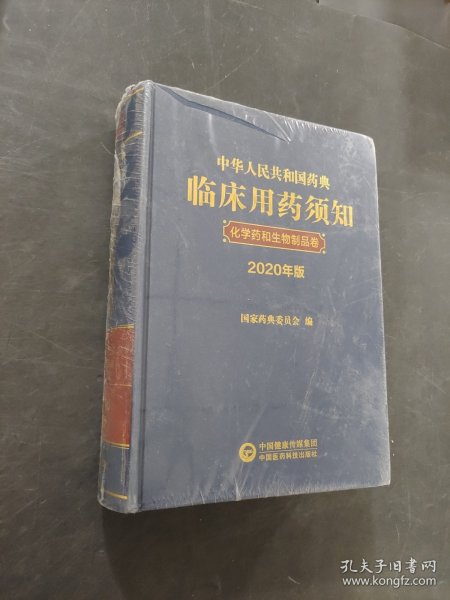 中华人民共和国药典
临床用药须知
化学药和生物制品卷
2020年版
国家药典委员会 编
中国健康传媒集团
中国医药科技出版社
孔夫子旧书网
www.kongfz.com